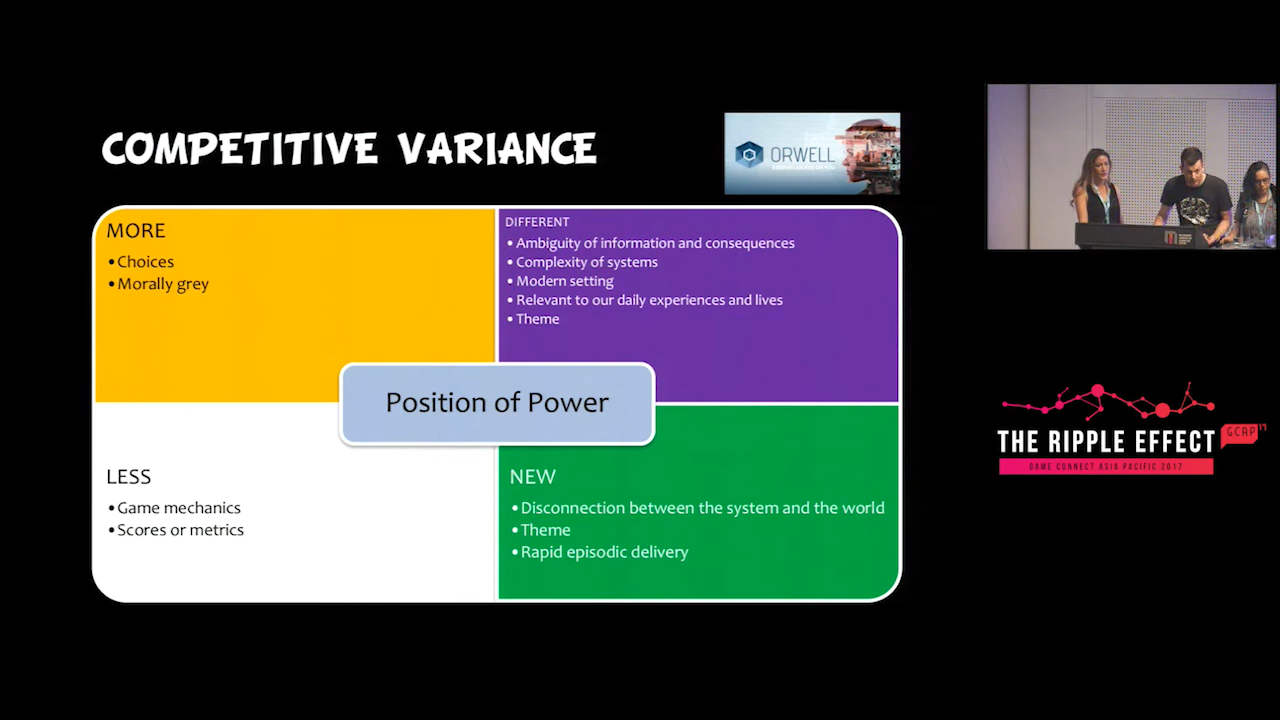 COMPETITIVE VARIANCE
ORWELL
MORE
•Choices
•Morally grey
DIFFERENT
• Ambiguity of information and consequences
• Complexity of systems
• Modern setting
• Relevant to our daily experiences and lives
• Theme
Position of Power
LESS
•Game mechanics
•Scores or metrics
NEW
•Disconnection between the system and the world
•Theme
•Rapid episodic delivery
THE RIPPLE EFFECT
GCAP17
GAME CONNECT ASIA PACIFIC 2017